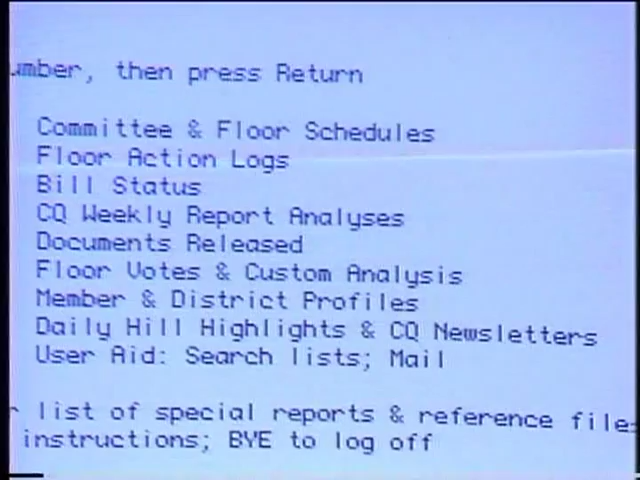 umber, then press Return
Committee & Floor Schedules
Floor Action Logs
Bill Status
CQ Weekly Report Analyses
Documents Released
Floor Votes & Custom Analysis
Member & District Profiles
Daily Hill Highlights & CQ Newsletters
User Aid: Search lists; Mail
r list of special reports & reference file
instructions; BYE to log off